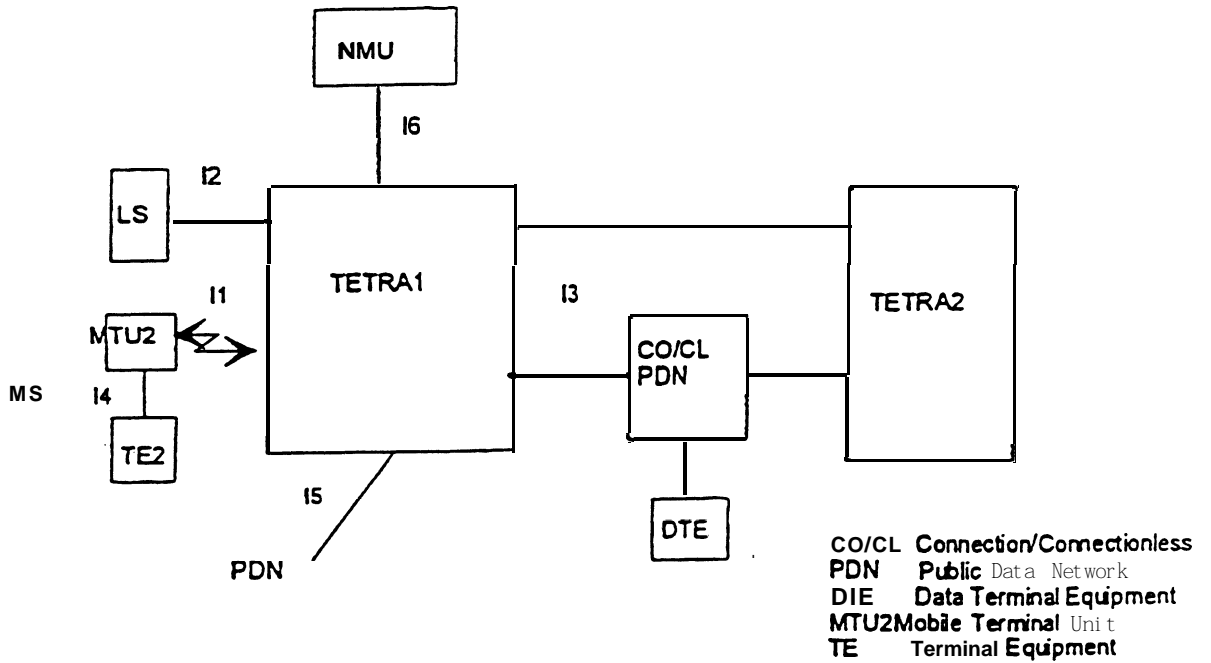 NMU
I6
I2
LS
TETRA1
I3
TETRA2
I1
MTU2
CO/CL
PDN
MS
I4
TE2
I5
DTE
PDN
CO/CL Connection/Connectionless
PDN Public Data Network
DIE Data Terminal Equipment
MTU2Mobile Terminal Unit
TE Terminal Equipment